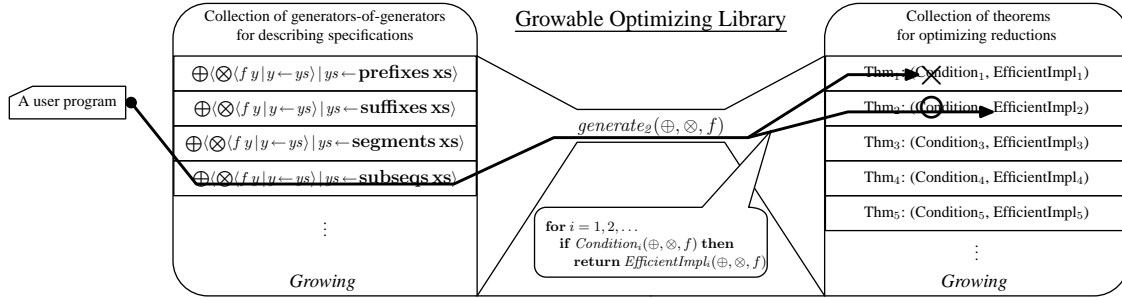 Growable Optimizing Library
A user program
Collection of generators-of-generators
for describing specifications
⊕⟨⊗⟨f y | y ← ys⟩ | ys ← prefixes xs⟩
⊕⟨⊗⟨f y | y ← ys⟩ | ys ← suffixes xs⟩
⊕⟨⊗⟨f y | y ← ys⟩ | ys ← segments xs⟩
⊕⟨⊗⟨f y | y ← ys⟩ | ys ← subseqs xs⟩
⋮
Growing
generate₂(⊕, ⊗, f)
for i = 1, 2, . . .
if Conditionᵢ(⊕, ⊗, f) then
return EfficientImplᵢ(⊕, ⊗, f)
Collection of theorems
for optimizing reductions
Thm₁: (Condition₁, EfficientImpl₁)
Thm₂: (Condition₂, EfficientImpl₂)
Thm₃: (Condition₃, EfficientImpl₃)
Thm₄: (Condition₄, EfficientImpl₄)
Thm₅: (Condition₅, EfficientImpl₅)
⋮
Growing